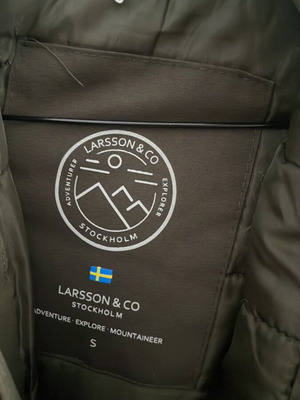 LARSSON & CO
ADVENTURER
EXPLORER
STOCKHOLM
LARSSON & CO
STOCKHOLM
ADVENTURE · EXPLORE · MOUNTAINEER
S